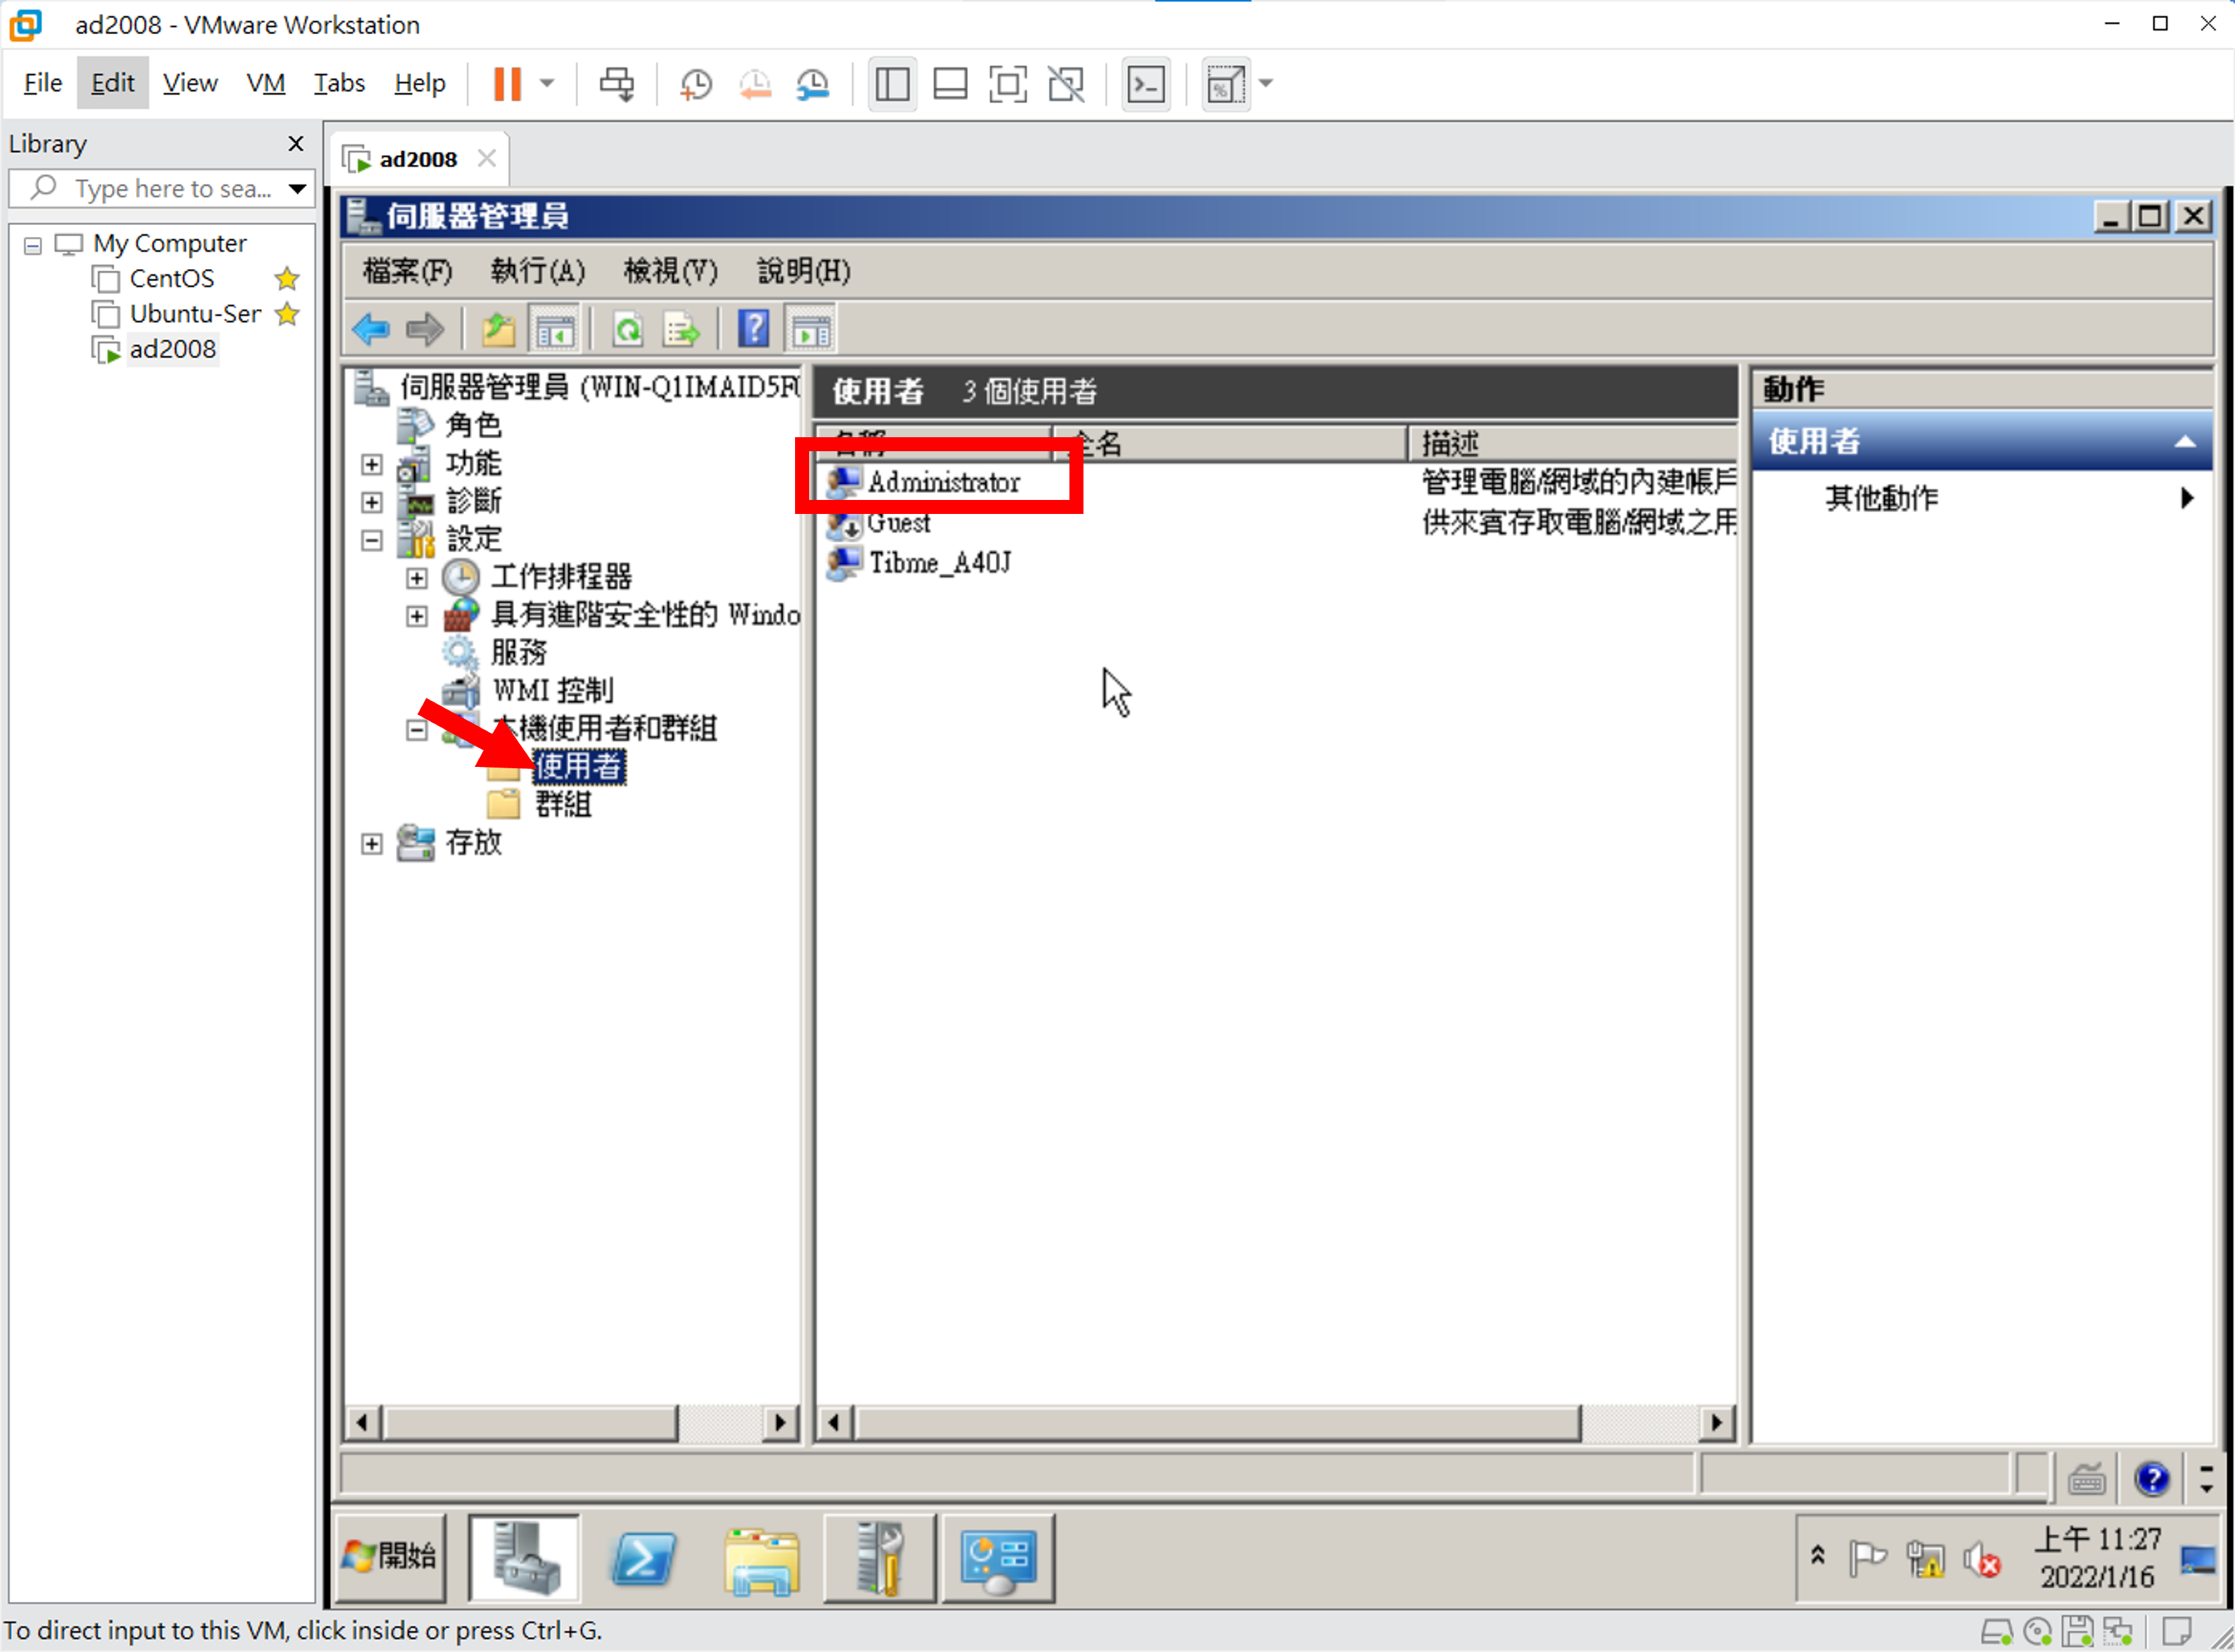 ad2008 - VMware Workstation
File Edit View VM Tabs Help
Library
Type here to sea...
My Computer
CentOS
Ubuntu-Ser
ad2008
ad2008
伺服器管理員
檔案(F) 執行(A) 檢視(V) 說明(H)
伺服器管理員 (WIN-Q1IMAID5F
角色
功能
診斷
設定
工作排程器
具有進階安全性的 Windo
服務
WMI 控制
本機使用者和群組
使用者
群組
存放
使用者 3 個使用者
名稱 全名 描述
Administrator 管理電腦/網域的內建帳戶
Guest 供來賓存取電腦/網域之用
Tibme_A40J
動作
使用者
其他動作
開始
上午 11:27
2022/1/16
To direct input to this VM, click inside or press Ctrl+G.